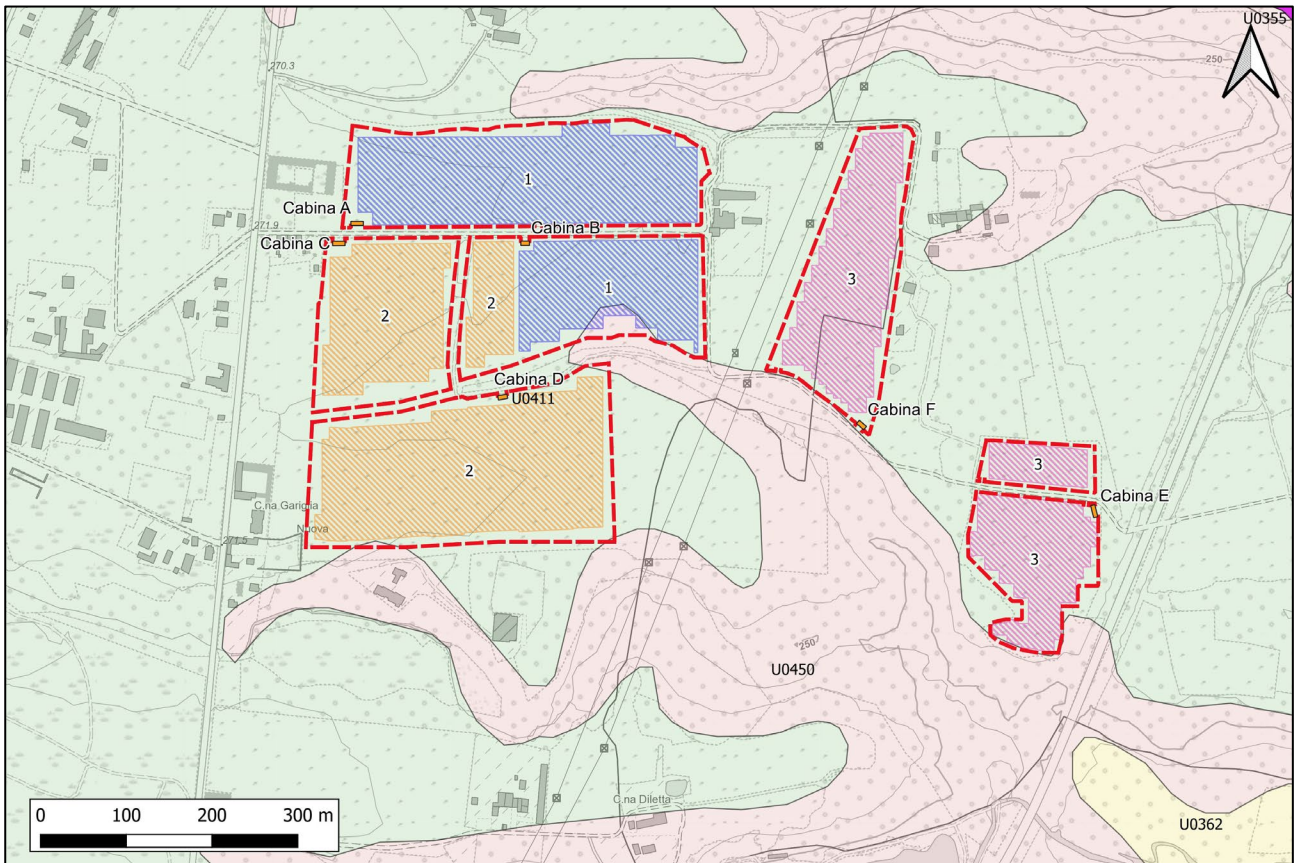 U0355
250
270.3
1
Cabina A
271.9
Cabina B
Cabina C
1
3
2
2
Cabina D
U0411
Cabina F
2
3
Cabina E
C.na Gariglia
Nuova
271.5
3
250
U0450
C.na Diletta
0 100 200 300 m
U0362